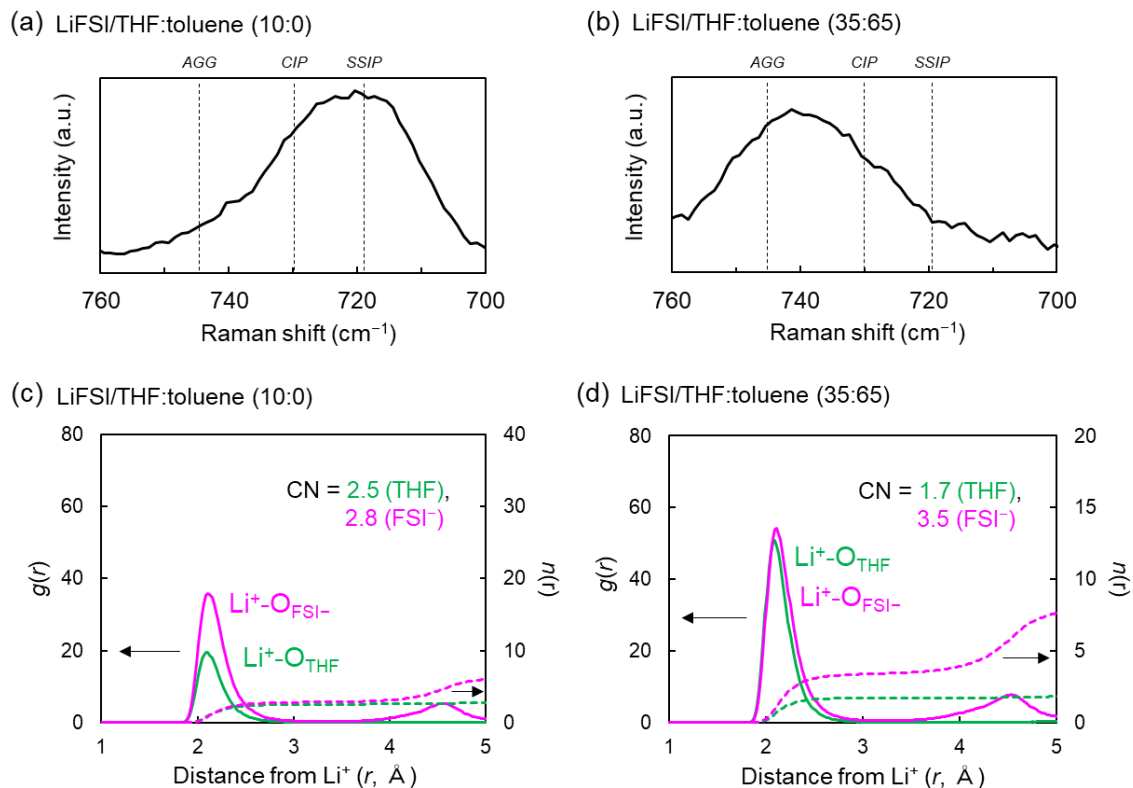 (a) LiFSI/THF:toluene (10:0)
AGG CIP SSIP
Intensity (a.u.)
760 740 720 700
Raman shift (cm⁻¹)
(b) LiFSI/THF:toluene (35:65)
AGG CIP SSIP
Intensity (a.u.)
760 740 720 700
Raman shift (cm⁻¹)
(c) LiFSI/THF:toluene (10:0)
80
60
40
20
0
g(r)
CN = 2.5 (THF),
2.8 (FSI⁻)
Li⁺-O_FSI−
Li⁺-O_THF
40
30
20
10
0
n(r)
1 2 3 4 5
Distance from Li⁺ (r, Å)
(d) LiFSI/THF:toluene (35:65)
80
60
40
20
0
g(r)
CN = 1.7 (THF),
3.5 (FSI⁻)
Li⁺-O_THF
Li⁺-O_FSI−
20
15
10
5
0
n(r)
1 2 3 4 5
Distance from Li⁺ (r, Å)